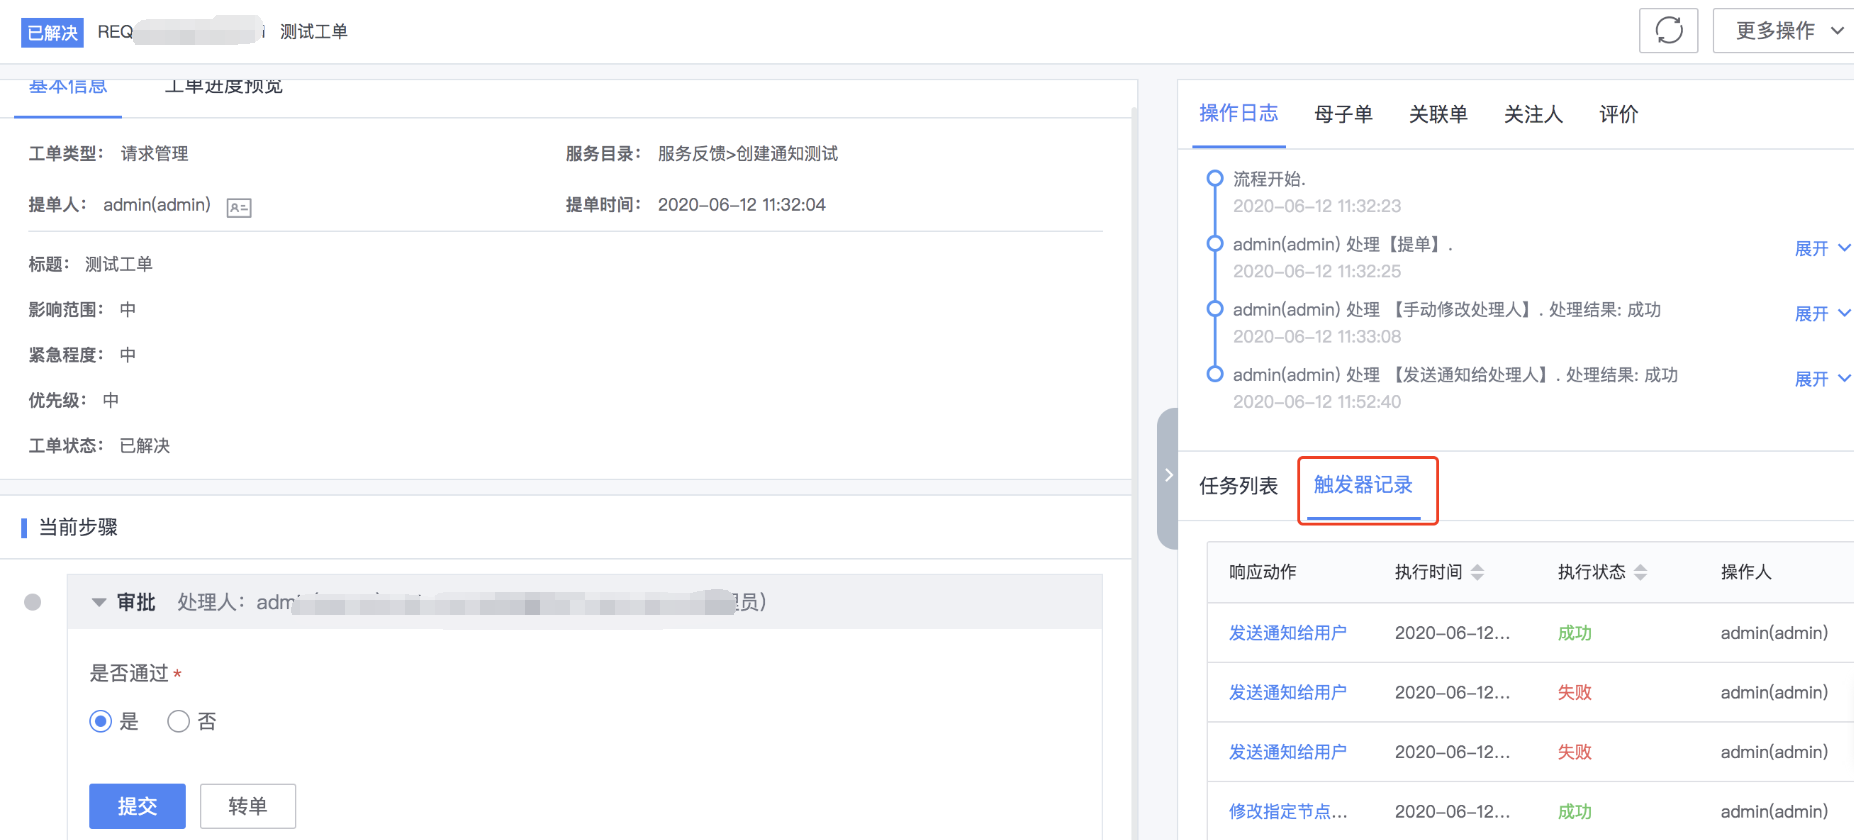 已解决 REQ 测试工单
更多操作
基本信息 工单进度预览
工单类型： 请求管理 服务目录： 服务反馈>创建通知测试
提单人： admin(admin) 提单时间： 2020-06-12 11:32:04
标题： 测试工单
影响范围： 中
紧急程度： 中
优先级： 中
工单状态： 已解决
当前步骤
审批 处理人： adm 员)
是否通过 *
是 否
提交 转单
操作日志 母子单 关联单 关注人 评价
流程开始.
2020-06-12 11:32:23
admin(admin) 处理【提单】. 展开
2020-06-12 11:32:25
admin(admin) 处理 【手动修改处理人】. 处理结果: 成功 展开
2020-06-12 11:33:08
admin(admin) 处理 【发送通知给处理人】. 处理结果: 成功 展开
2020-06-12 11:52:40
任务列表 触发器记录
响应动作 执行时间 执行状态 操作人
发送通知给用户 2020-06-12... 成功 admin(admin)
发送通知给用户 2020-06-12... 失败 admin(admin)
发送通知给用户 2020-06-12... 失败 admin(admin)
修改指定节点... 2020-06-12... 成功 admin(admin)